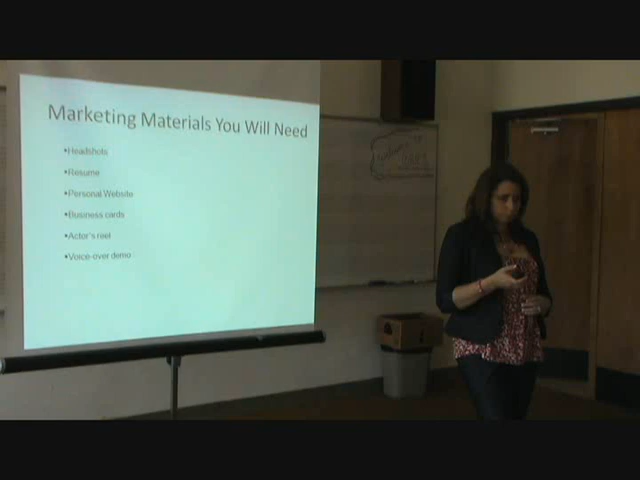 Marketing Materials You Will Need
•Headshots
•Resume
•Personal Website
•Business cards
•Actor's reel
•Voice-over demo